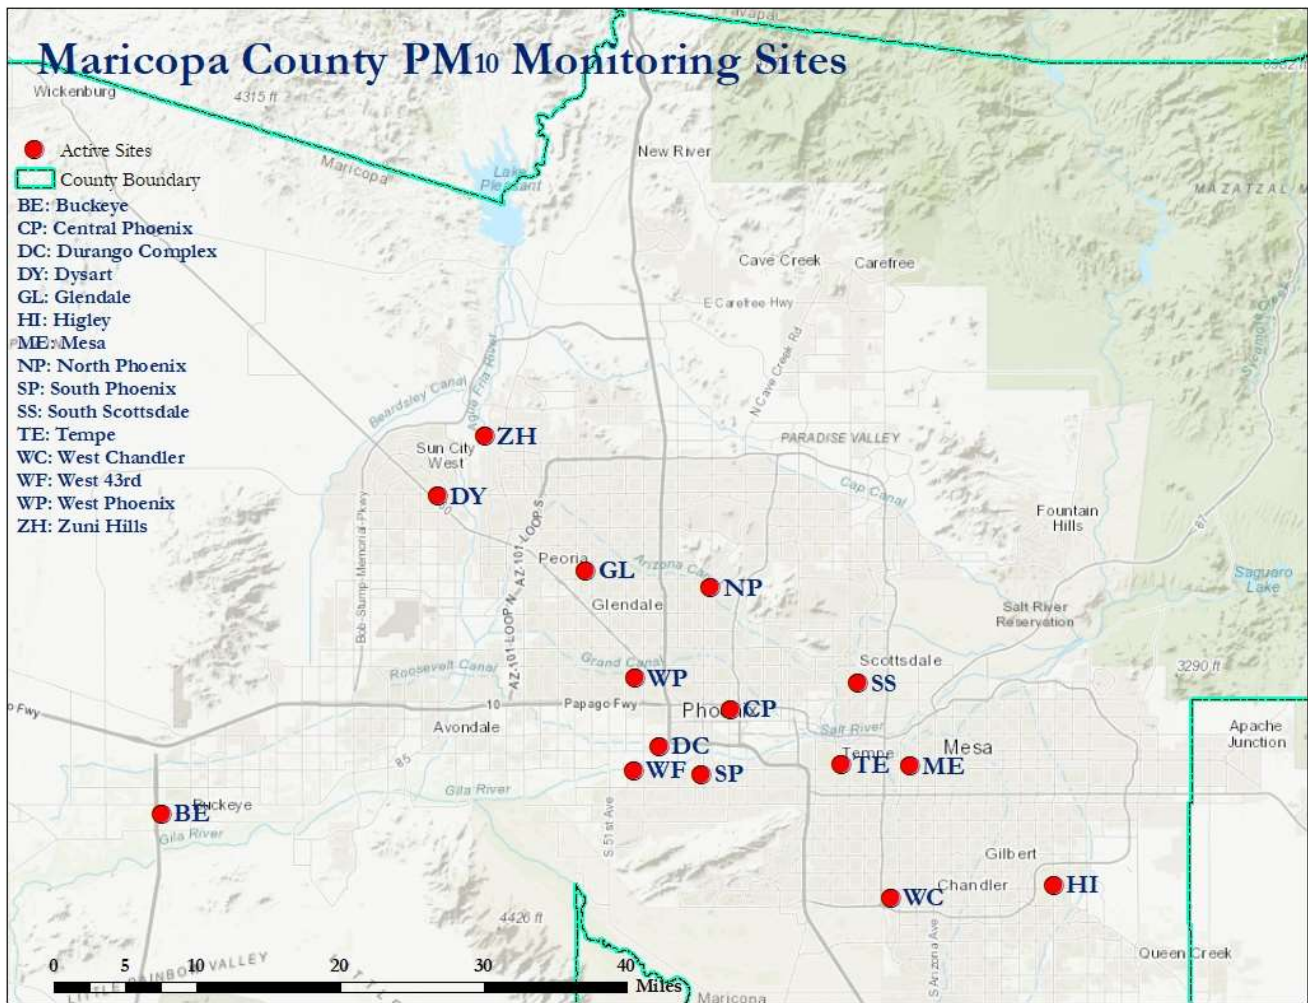 Maricopa County PM10 Monitoring Sites
Wickenburg
4315 ft
New River
Lake
Pleasant
Maricopa
Active Sites
County Boundary
BE: Buckeye
CP: Central Phoenix
DC: Durango Complex
DY: Dysart
GL: Glendale
HI: Higley
ME: Mesa
NP: North Phoenix
SP: South Phoenix
SS: South Scottsdale
TE: Tempe
WC: West Chandler
WF: West 43rd
WP: West Phoenix
ZH: Zuni Hills
Cave Creek
Carefree
E Carefree Hwy
N Cave Creek Rd
Sycamore Creek
Agua Fria River
Beardsley Canal
ZH
Sun City
West
PARADISE VALLEY
DY
Cap Canal
Fountain
Hills
87
Bob-Stump-Memorial-Pkwy
AZ-101-LOOP S
Peoria
GL
Arizona Canal
NP
Glendale
Saguaro
Lake
Salt River
Reservation
AZ-101-LOOP N
Roosevelt Canal
Grand Canal
WP
Scottsdale
SS
3290 ft
10
Papago Fwy
Phoenix
CP
Avondale
Salt River
Apache
Junction
DC
85
WF
SP
Tempe
TE
ME
Mesa
Gila River
BE
Buckeye
Gila River
S 51st Ave
Gilbert
Chandler
HI
WC
4426 ft
S Arizona Ave
Queen Creek
0
5
10
20
30
40
Miles
Maricopa